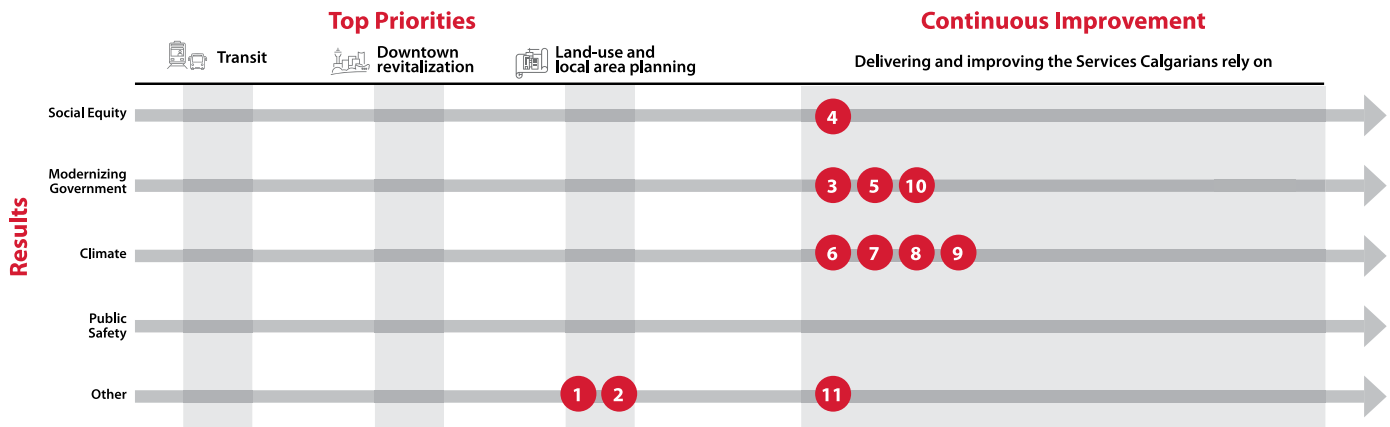 Top Priorities
Continuous Improvement
Transit
Downtown
revitalization
Land-use and
local area planning
Delivering and improving the Services Calgarians rely on
Results
Social Equity
4
Modernizing
Government
3 5 10
Climate
6 7 8 9
Public
Safety
Other
1 2 11